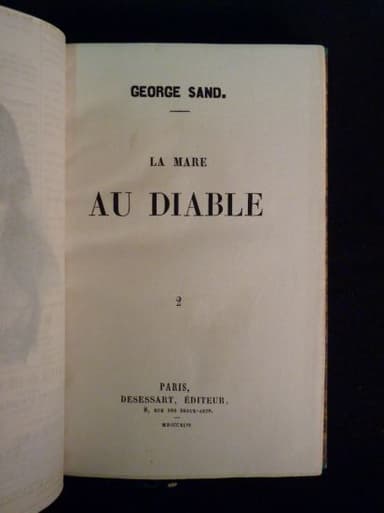 GEORGE SAND.
LA MARE
AU DIABLE
2
PARIS,
DESESSART, ÉDITEUR,
8, RUE DES BEAUX-ARTS.